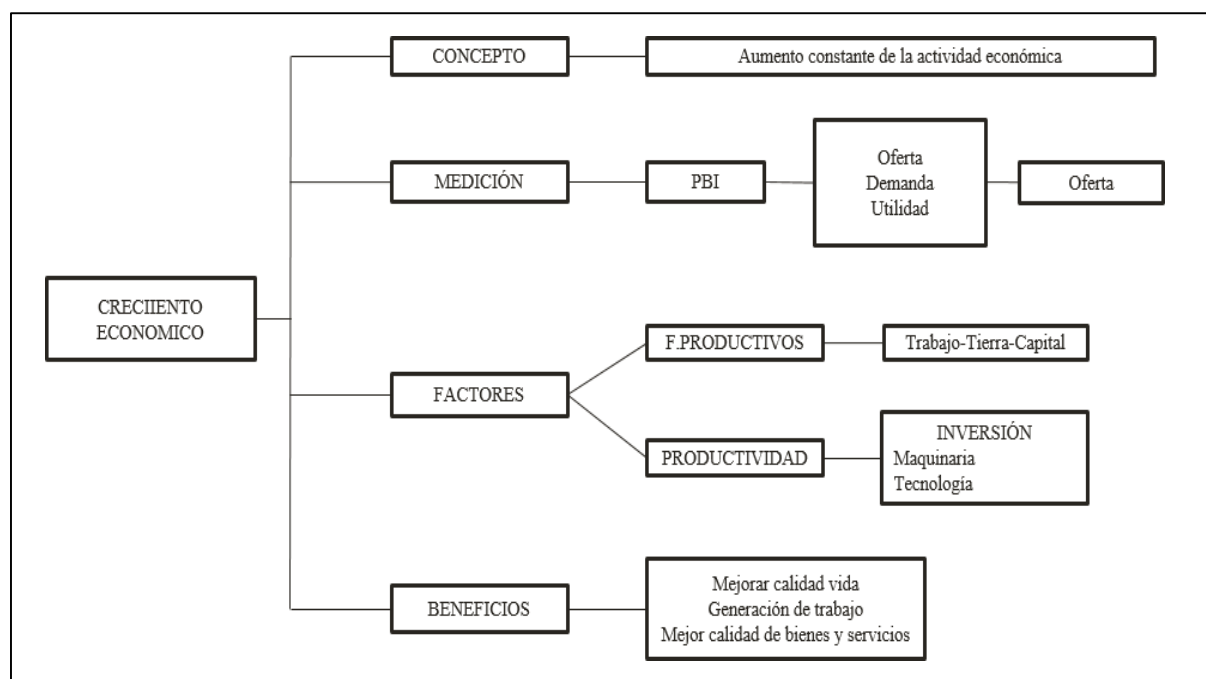 CONCEPTO
Aumento constante de la actividad económica
MEDICIÓN
PBI
Oferta
Demanda
Utilidad
Oferta
CRECIIENTO
ECONOMICO
FACTORES
F.PRODUCTIVOS
Trabajo-Tierra-Capital
PRODUCTIVIDAD
INVERSIÓN
Maquinaria
Tecnología
BENEFICIOS
Mejorar calidad vida
Generación de trabajo
Mejor calidad de bienes y servicios